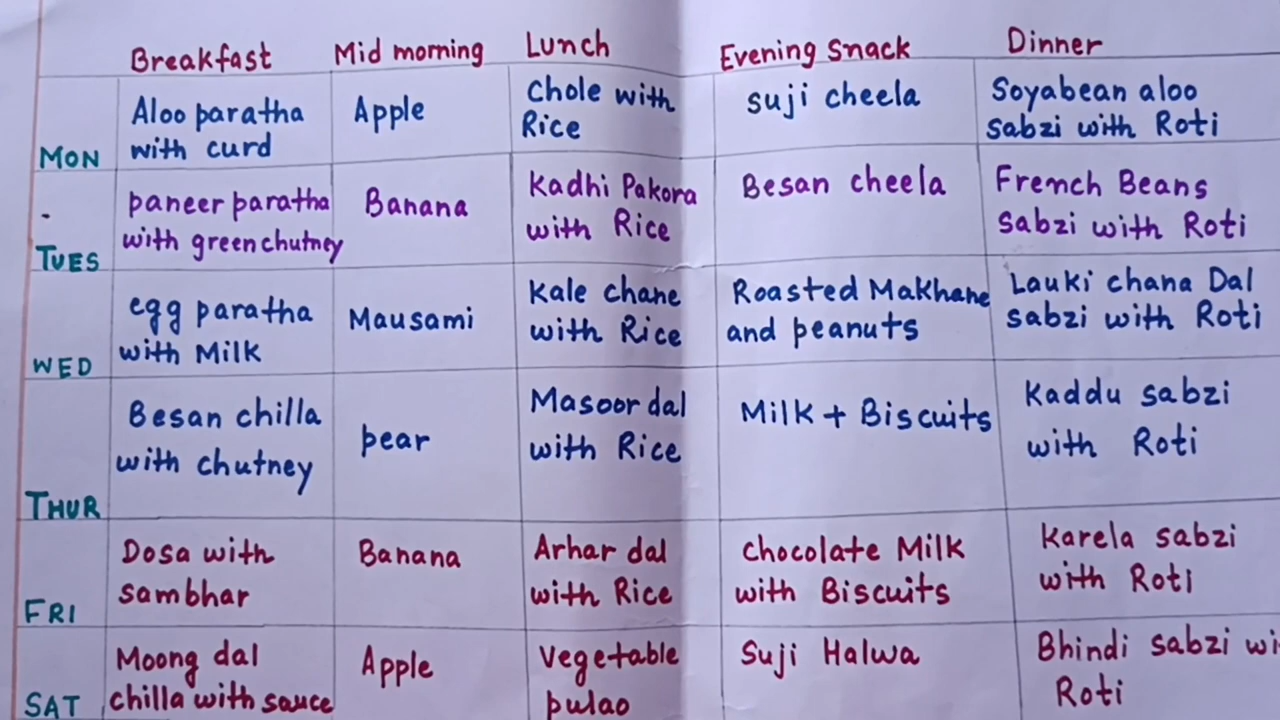 Breakfast Mid morning Lunch Evening Snack Dinner
MON Aloo paratha with curd Apple Chole with Rice suji cheela Soyabean aloo sabzi with Roti
TUES paneer paratha with green chutney Banana Kadhi Pakora with Rice Besan cheela French Beans sabzi with Roti
WED egg paratha with Milk Mausami Kale chane with Rice Roasted Makhane and peanuts Lauki chana Dal sabzi with Roti
THUR Besan chilla with chutney pear Masoor dal with Rice Milk + Biscuits Kaddu sabzi with Roti
FRI Dosa with sambhar Banana Arhar dal with Rice chocolate Milk with Biscuits Karela sabzi with Roti
SAT Moong dal chilla with sauce Apple Vegetable pulao Suji Halwa Bhindi sabzi wi Roti